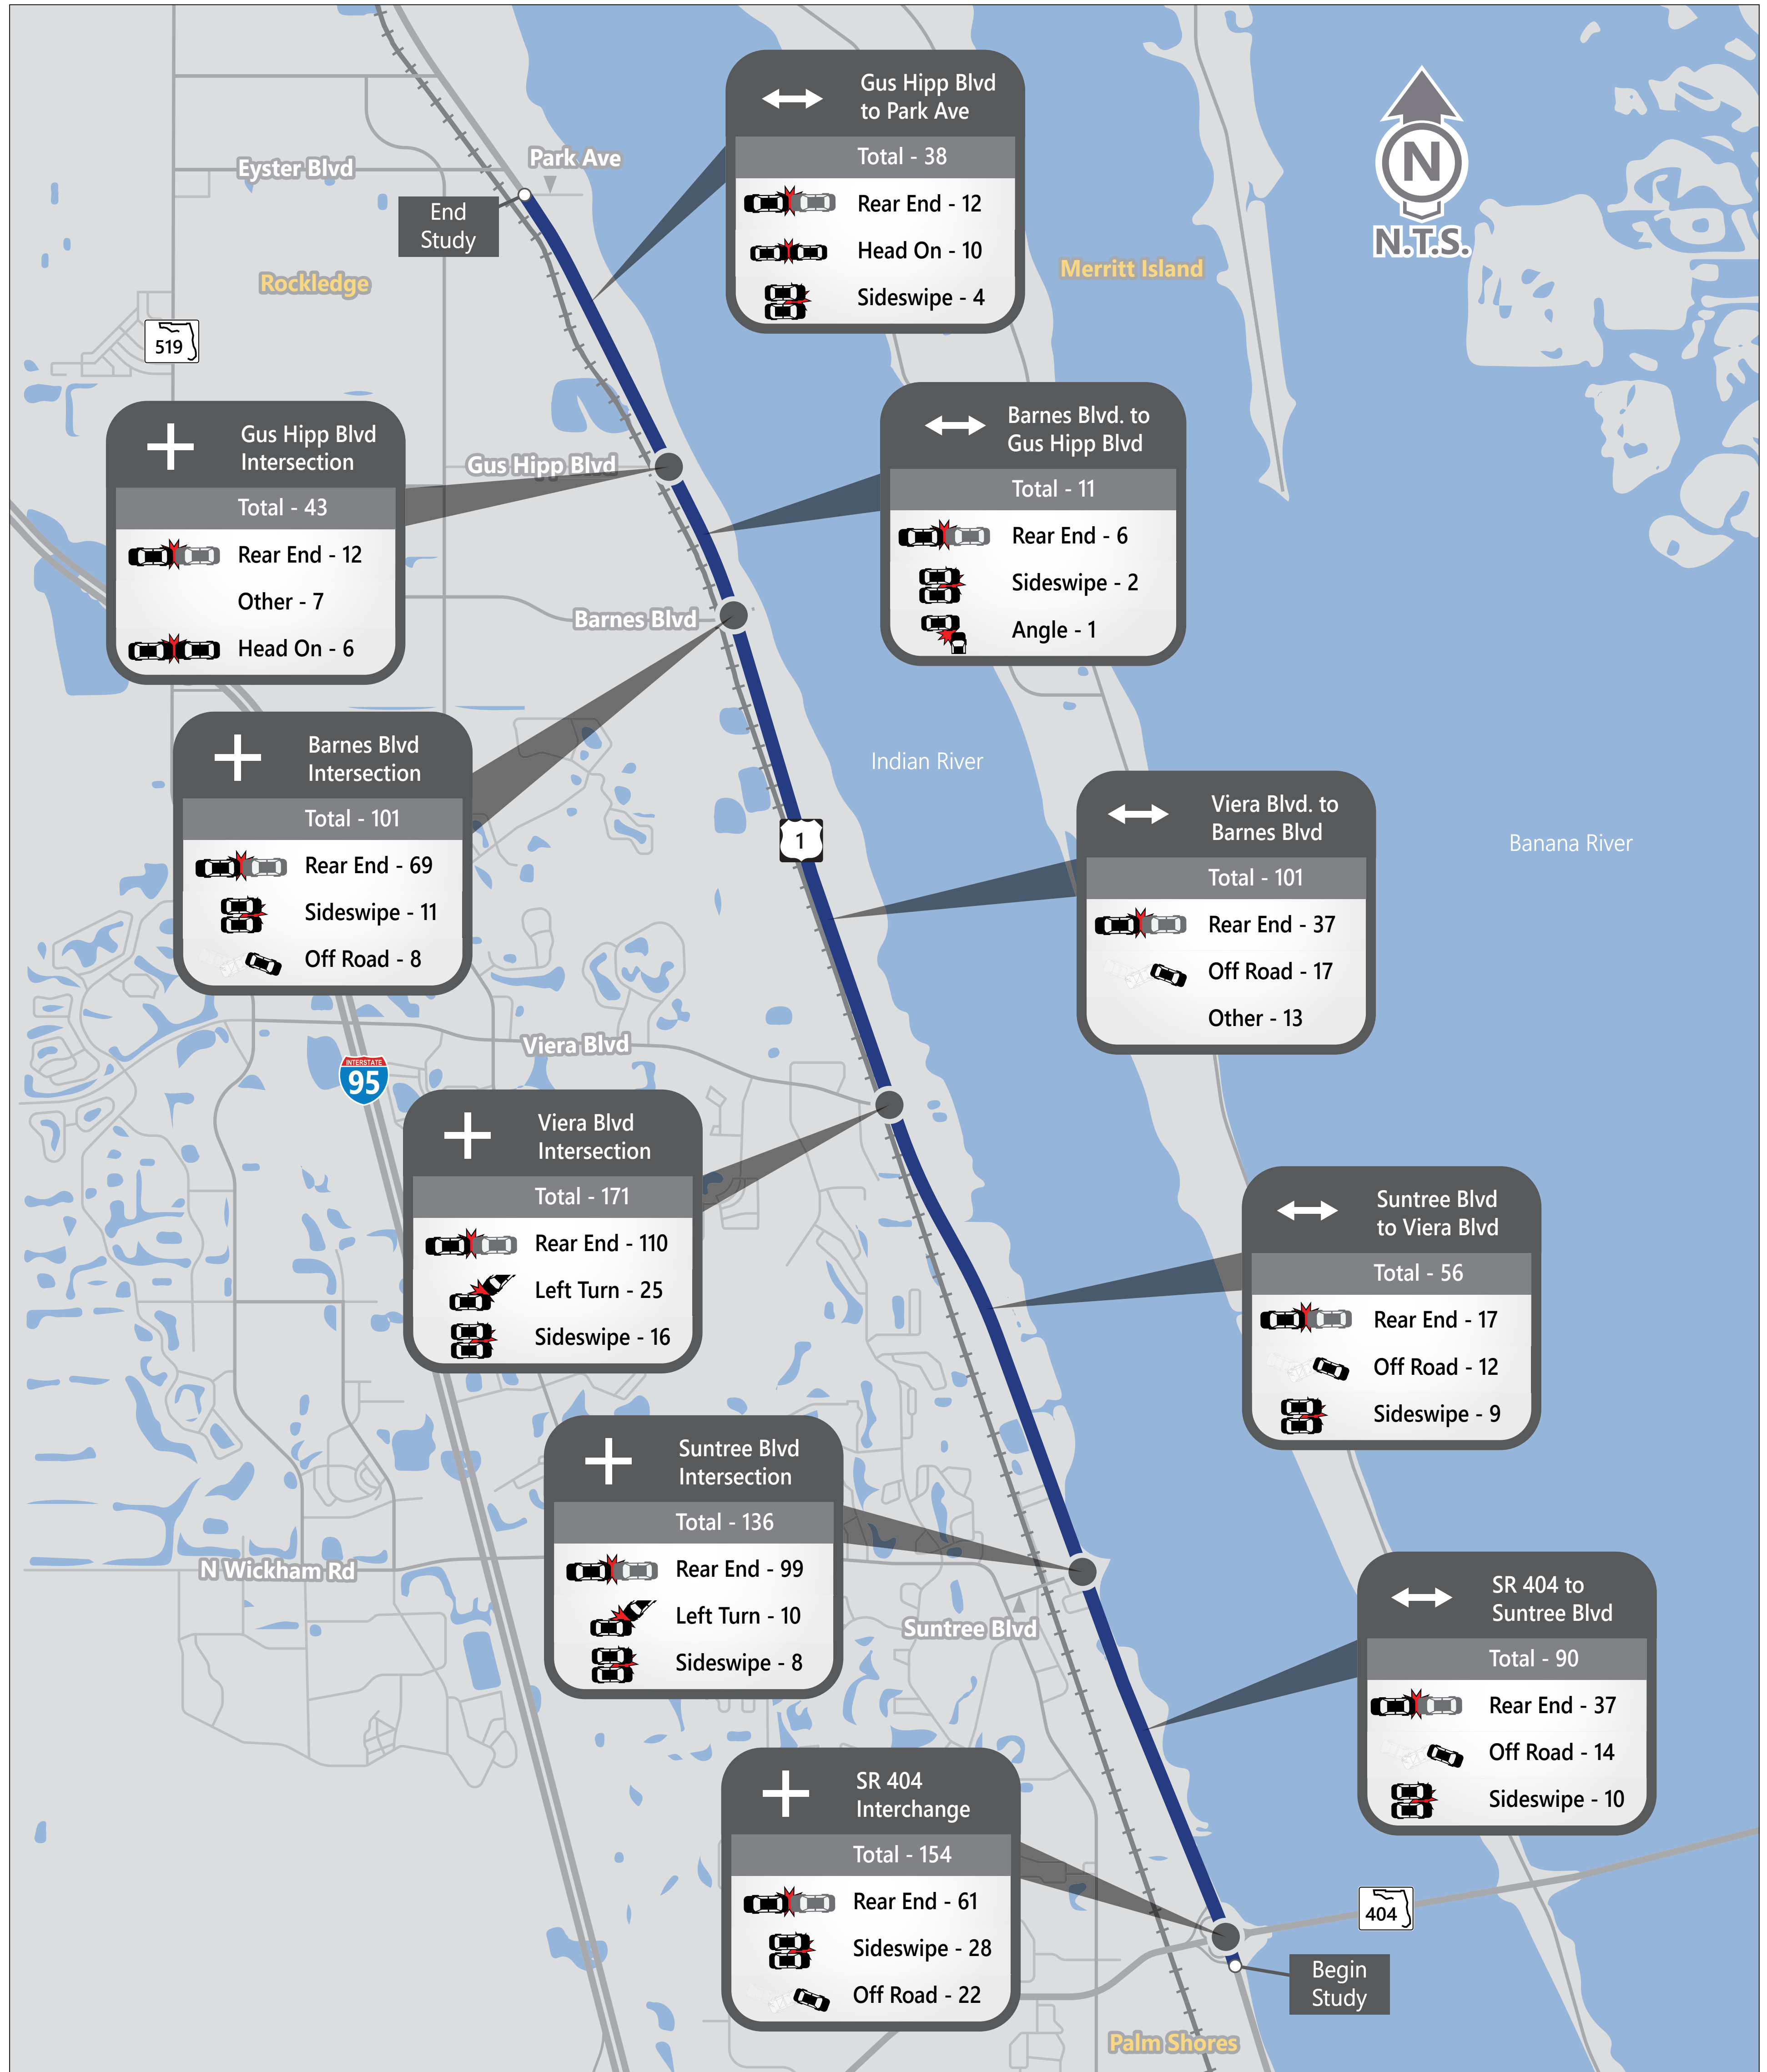 Gus Hipp Blvd
to Park Ave
Total - 38
Rear End - 12
Head On - 10
Sideswipe - 4
N
N.T.S.
Park Ave
Eyster Blvd
End
Study
Rockledge
Merritt Island
519
Gus Hipp Blvd
Intersection
Total - 43
Rear End - 12
Other - 7
Head On - 6
Gus Hipp Blvd
Barnes Blvd. to
Gus Hipp Blvd
Total - 11
Rear End - 6
Sideswipe - 2
Angle - 1
Barnes Blvd
Barnes Blvd
Intersection
Total - 101
Rear End - 69
Sideswipe - 11
Off Road - 8
Indian River
1
Banana River
Viera Blvd. to
Barnes Blvd
Total - 101
Rear End - 37
Off Road - 17
Other - 13
Viera Blvd
INTERSTATE
95
Viera Blvd
Intersection
Total - 171
Rear End - 110
Left Turn - 25
Sideswipe - 16
Suntree Blvd
to Viera Blvd
Total - 56
Rear End - 17
Off Road - 12
Sideswipe - 9
Suntree Blvd
Intersection
Total - 136
Rear End - 99
Left Turn - 10
Sideswipe - 8
N Wickham Rd
Suntree Blvd
SR 404 to
Suntree Blvd
Total - 90
Rear End - 37
Off Road - 14
Sideswipe - 10
SR 404
Interchange
Total - 154
Rear End - 61
Sideswipe - 28
Off Road - 22
404
Begin
Study
Palm Shores